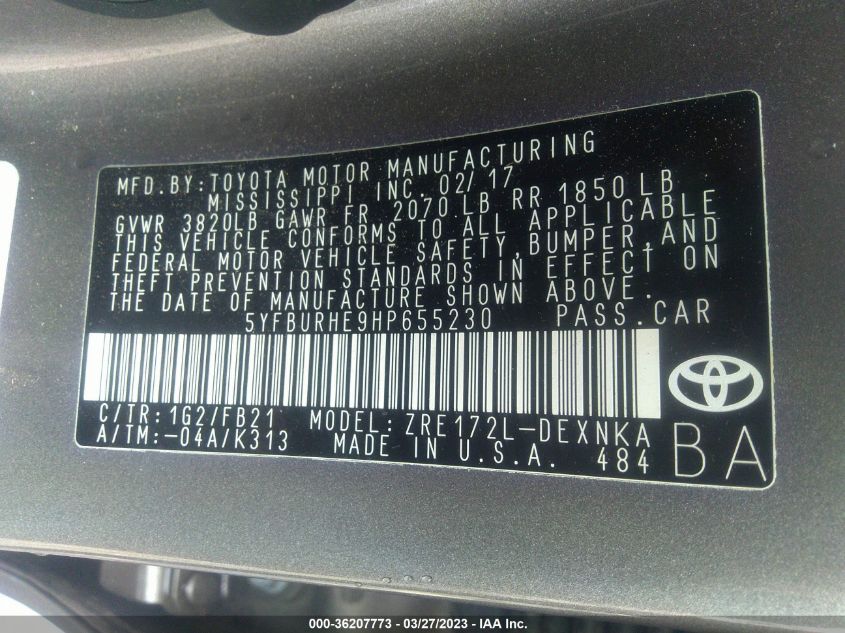 MFD.BY:TOYOTA MOTOR MANUFACTURING
MISSISSIPPI INC. 02/17
GVWR 3820LB GAWR FR 2070 LB RR 1850 LB
THIS VEHICLE CONFORMS TO ALL APPLICABLE
FEDERAL MOTOR VEHICLE SAFETY,BUMPER,AND
THEFT PREVENTION STANDARDS IN EFFECT ON
THE DATE OF MANUFACTURE SHOWN ABOVE.
5YFBURHE9HP655230 PASS.CAR
C/TR:1G2/FB21 MODEL:ZRE172L-DEXNKA
A/TM:-04A/K313 MADE IN U.S.A. 484
BA
000-36207773 — 03/27/2023 — IAA Inc.